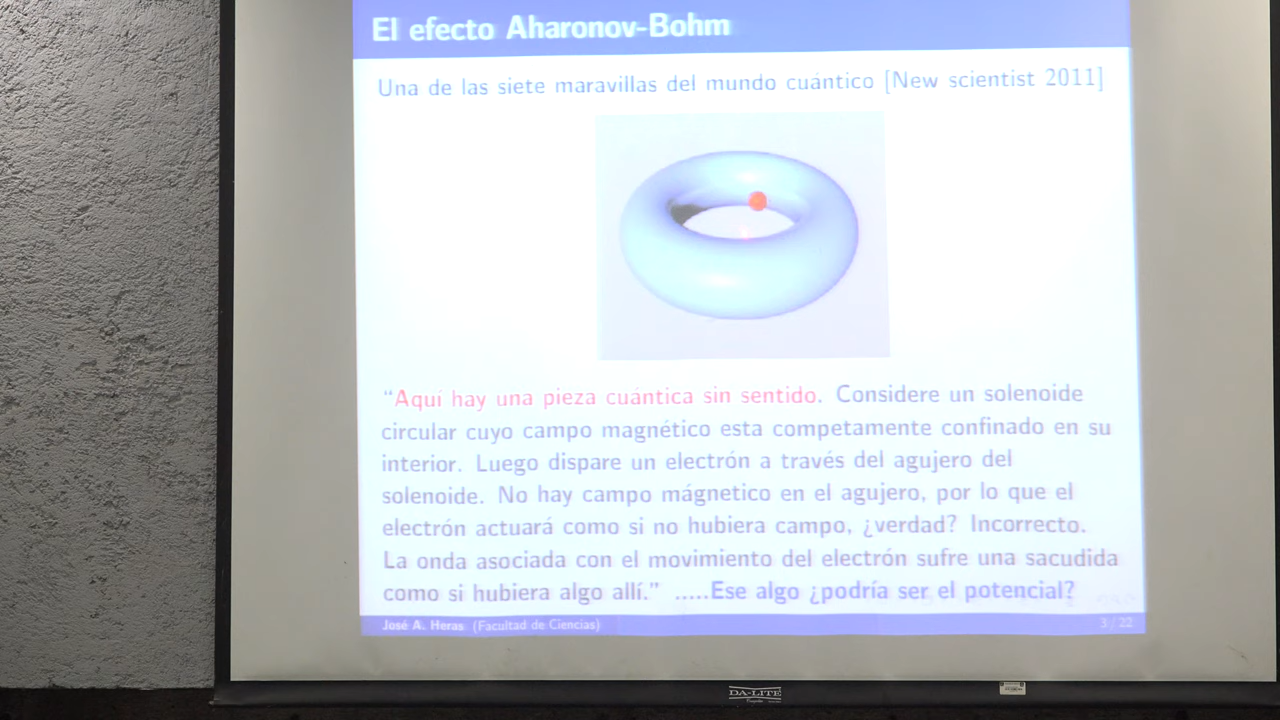 El efecto Aharonov-Bohm
Una de las siete maravillas del mundo cuántico [New scientist 2011]
“Aquí hay una pieza cuántica sin sentido. Considere un solenoide
circular cuyo campo magnético esta competamente confinado en su
interior. Luego dispare un electrón a través del agujero del
solenoide. No hay campo mágnetico en el agujero, por lo que el
electrón actuará como si no hubiera campo, ¿verdad? Incorrecto.
La onda asociada con el movimiento del electrón sufre una sacudida
como si hubiera algo allí.” .....Ese algo ¿podría ser el potencial?
José A. Heras (Facultad de Ciencias)
3 / 22
DA-LITE